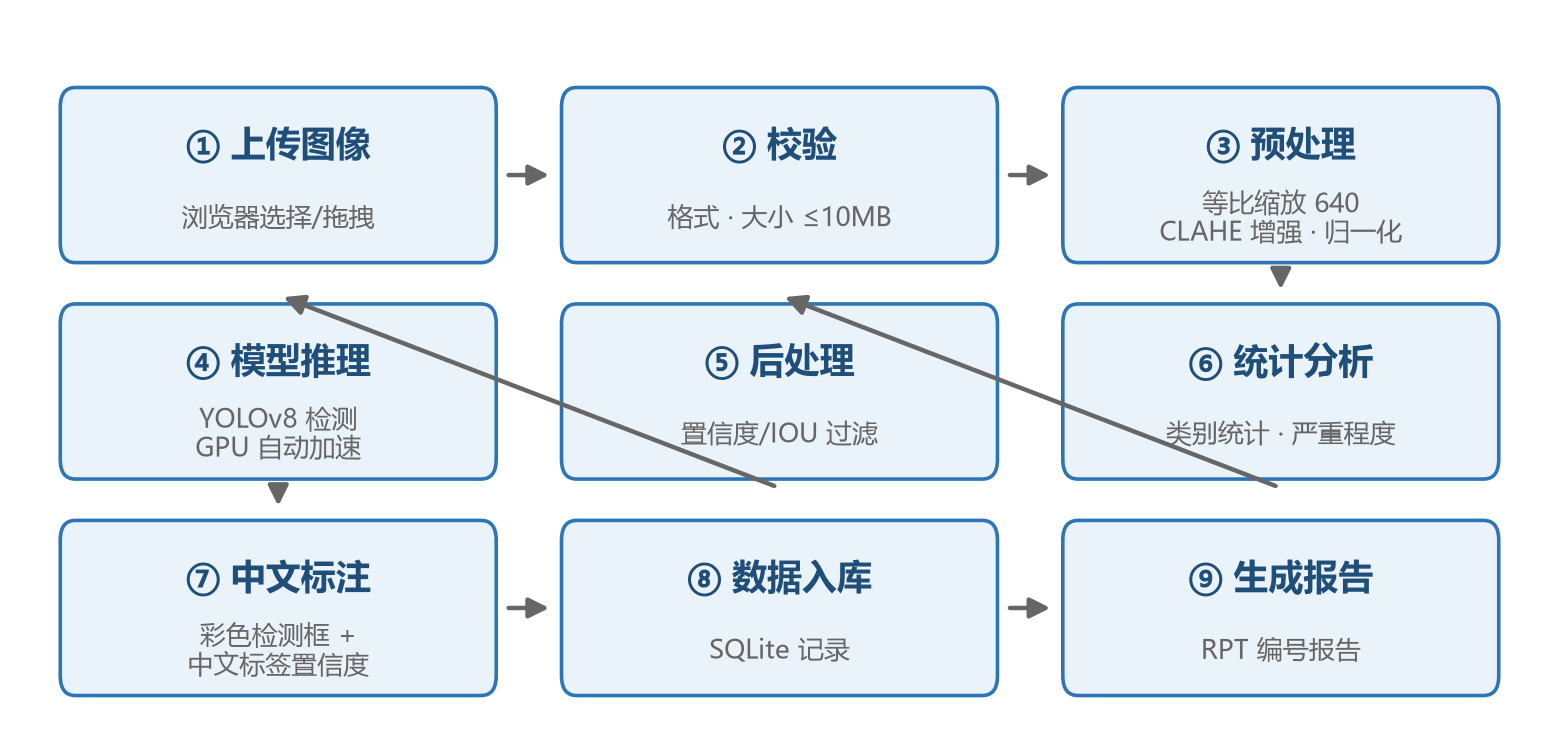 ① 上传图像
浏览器选择/拖拽
② 校验
格式 · 大小 ≤10MB
③ 预处理
等比缩放 640
CLAHE 增强 · 归一化
④ 模型推理
YOLOv8 检测
GPU 自动加速
⑤ 后处理
置信度/IOU 过滤
⑥ 统计分析
类别统计 · 严重程度
⑦ 中文标注
彩色检测框 +
中文标签置信度
⑧ 数据入库
SQLite 记录
⑨ 生成报告
RPT 编号报告